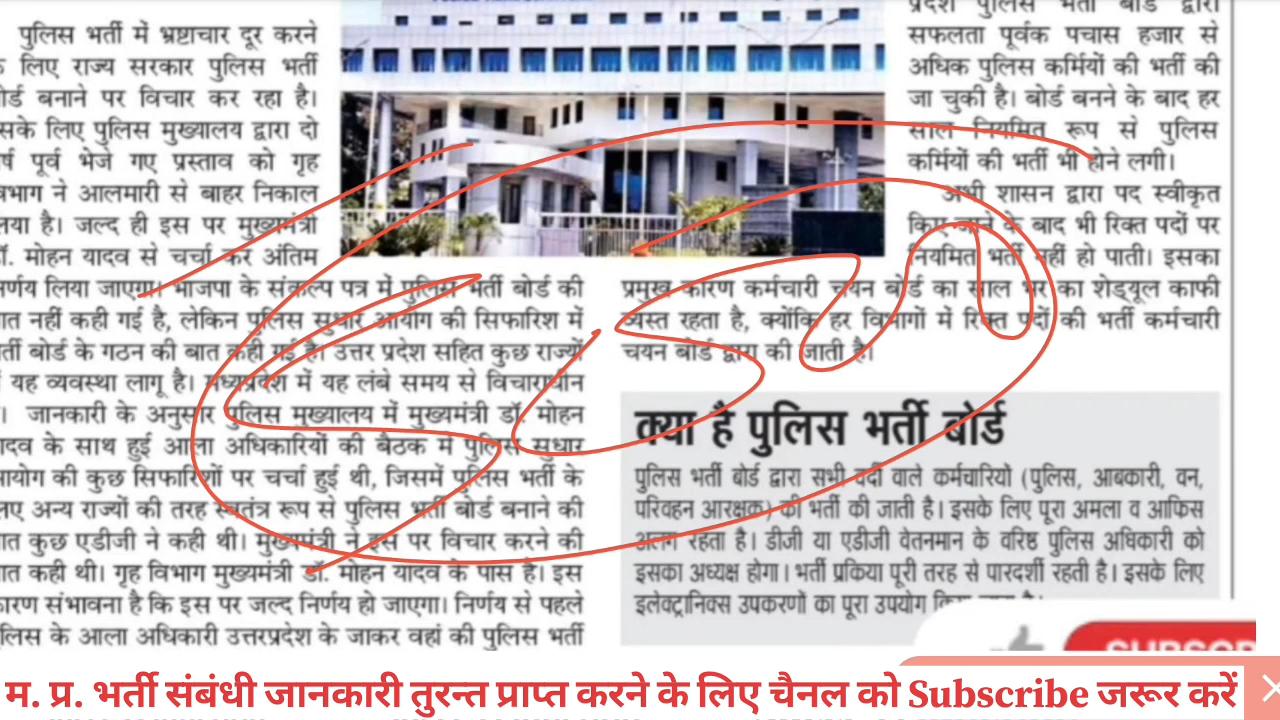 पुलिस भर्ती में भ्रष्टाचार दूर करने
लिए राज्य सरकार पुलिस भर्ती
बनाने पर विचार कर रहा है।
लिए पुलिस मुख्यालय द्वारा दो
पूर्व भेजे गए प्रस्ताव को गृह
ने आलमारी से बाहर निकाल
है। जल्द ही इस पर मुख्यमंत्री
मोहन यादव से चर्चा कर अंतिम
लिया जाएगा। भाजपा के संकल्प पत्र में पुलिस भर्ती बोर्ड की
नहीं कही गई है, लेकिन पुलिस सुधार आयोग की सिफारिश में
बोर्ड के गठन की बात कही गई है। उत्तर प्रदेश सहित कुछ राज्यों
यह व्यवस्था लागू है। मध्यप्रदेश में यह लंबे समय से विचाराधीन
जानकारी के अनुसार पुलिस मुख्यालय में मुख्यमंत्री डॉ. मोहन
के साथ हुई आला अधिकारियों की बैठक में पुलिस सुधार
की कुछ सिफारिशों पर चर्चा हुई थी, जिसमें पुलिस भर्ती के
अन्य राज्यों की तरह स्वतंत्र रूप से पुलिस भर्ती बोर्ड बनाने की
कुछ एडीजी ने कही थी। मुख्यमंत्री ने इस पर विचार करने की
कही थी। गृह विभाग मुख्यमंत्री डॉ. मोहन यादव के पास है। इस
संभावना है कि इस पर जल्द निर्णय हो जाएगा। निर्णय से पहले
के आला अधिकारी उत्तरप्रदेश के जाकर वहां की पुलिस भर्ती
प्रदेश पुलिस भर्ती बोर्ड द्वारा
सफलता पूर्वक पचास हजार से
अधिक पुलिस कर्मियों की भर्ती की
जा चुकी है। बोर्ड बनने के बाद हर
साल नियमित रूप से पुलिस
कर्मियों की भर्ती भी होने लगी।
अभी शासन द्वारा पद स्वीकृत
किए जाने के बाद भी रिक्त पदों पर
नियमित भर्ती नहीं हो पाती। इसका
प्रमुख कारण कर्मचारी चयन बोर्ड का साल भर का शेड्यूल काफी
व्यस्त रहता है, क्योंकि हर विभागों में रिक्त पदों की भर्ती कर्मचारी
चयन बोर्ड द्वारा की जाती है।
क्या है पुलिस भर्ती बोर्ड
पुलिस भर्ती बोर्ड द्वारा सभी वर्दी वाले कर्मचारियों (पुलिस, आबकारी, वन,
परिवहन आरक्षक) की भर्ती की जाती है। इसके लिए पूरा अमला व आफिस
अलग रहता है। डीजी या एडीजी वेतनमान के वरिष्ठ पुलिस अधिकारी को
इसका अध्यक्ष होगा। भर्ती प्रकिया पूरी तरह से पारदर्शी रहती है। इसके लिए
इलेक्ट्रानिक्स उपकरणों का पूरा उपयोग
म. प्र. भर्ती संबंधी जानकारी तुरन्त प्राप्त करने के लिए चैनल को Subscribe जरूर करें